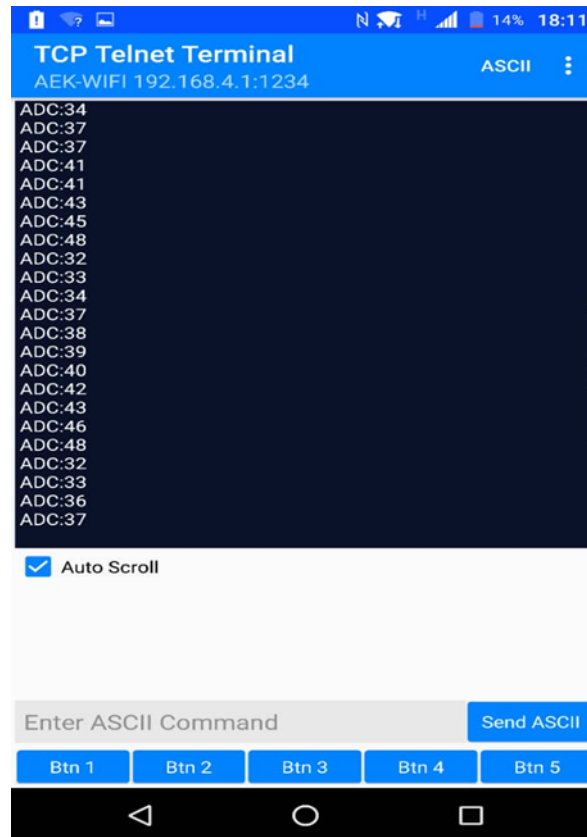 14% 18:11
TCP Telnet Terminal
AEK-WIFI 192.168.4.1:1234
ASCII
ADC:34
ADC:37
ADC:37
ADC:41
ADC:41
ADC:43
ADC:45
ADC:48
ADC:32
ADC:33
ADC:34
ADC:37
ADC:38
ADC:39
ADC:40
ADC:42
ADC:43
ADC:46
ADC:48
ADC:32
ADC:33
ADC:36
ADC:37
Auto Scroll
Enter ASCII Command
Send ASCII
Btn 1 Btn 2 Btn 3 Btn 4 Btn 5